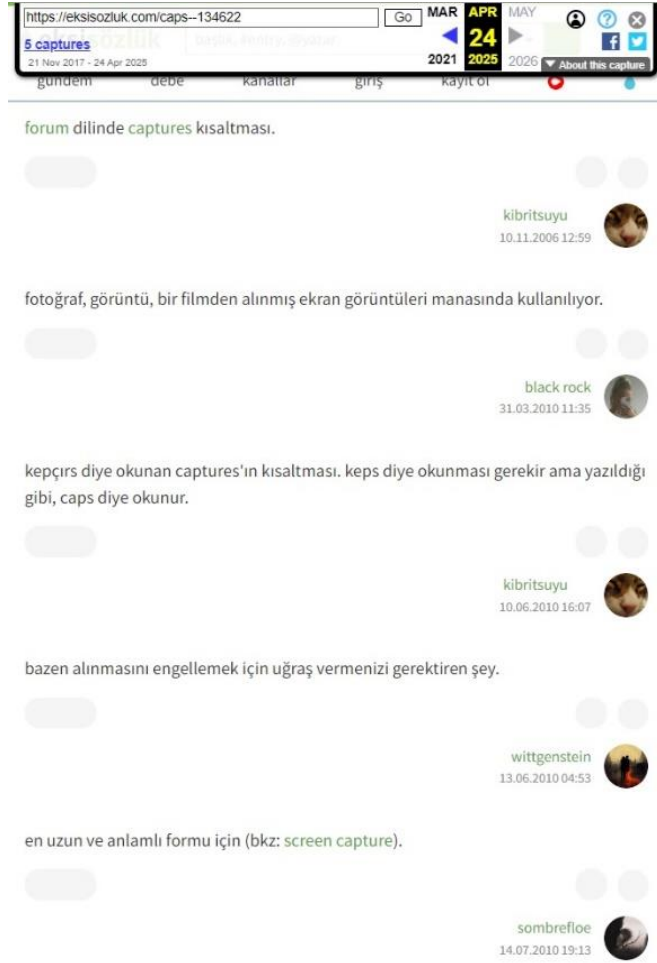 https://eksisozluk.com/caps--134622 Go MAR APR MAY
5 captures 24
21 Nov 2017 - 24 Apr 2025 2021 2025 2026 ▼ About this capture
gündem debe kanallar giriş kayıt ol
forum dilinde captures kısaltması.
kibritsuyu
10.11.2006 12:59
fotoğraf, görüntü, bir filmden alınmış ekran görüntüleri manasında kullanılıyor.
black rock
31.03.2010 11:35
kepçırs diye okunan captures'ın kısaltması. keps diye okunması gerekir ama yazıldığı
gibi, caps diye okunur.
kibritsuyu
10.06.2010 16:07
bazen alınmasını engellemek için uğraş vermenizi gerektiren şey.
wittgenstein
13.06.2010 04:53
en uzun ve anlamlı formu için (bkz: screen capture).
sombrefloe
14.07.2010 19:13